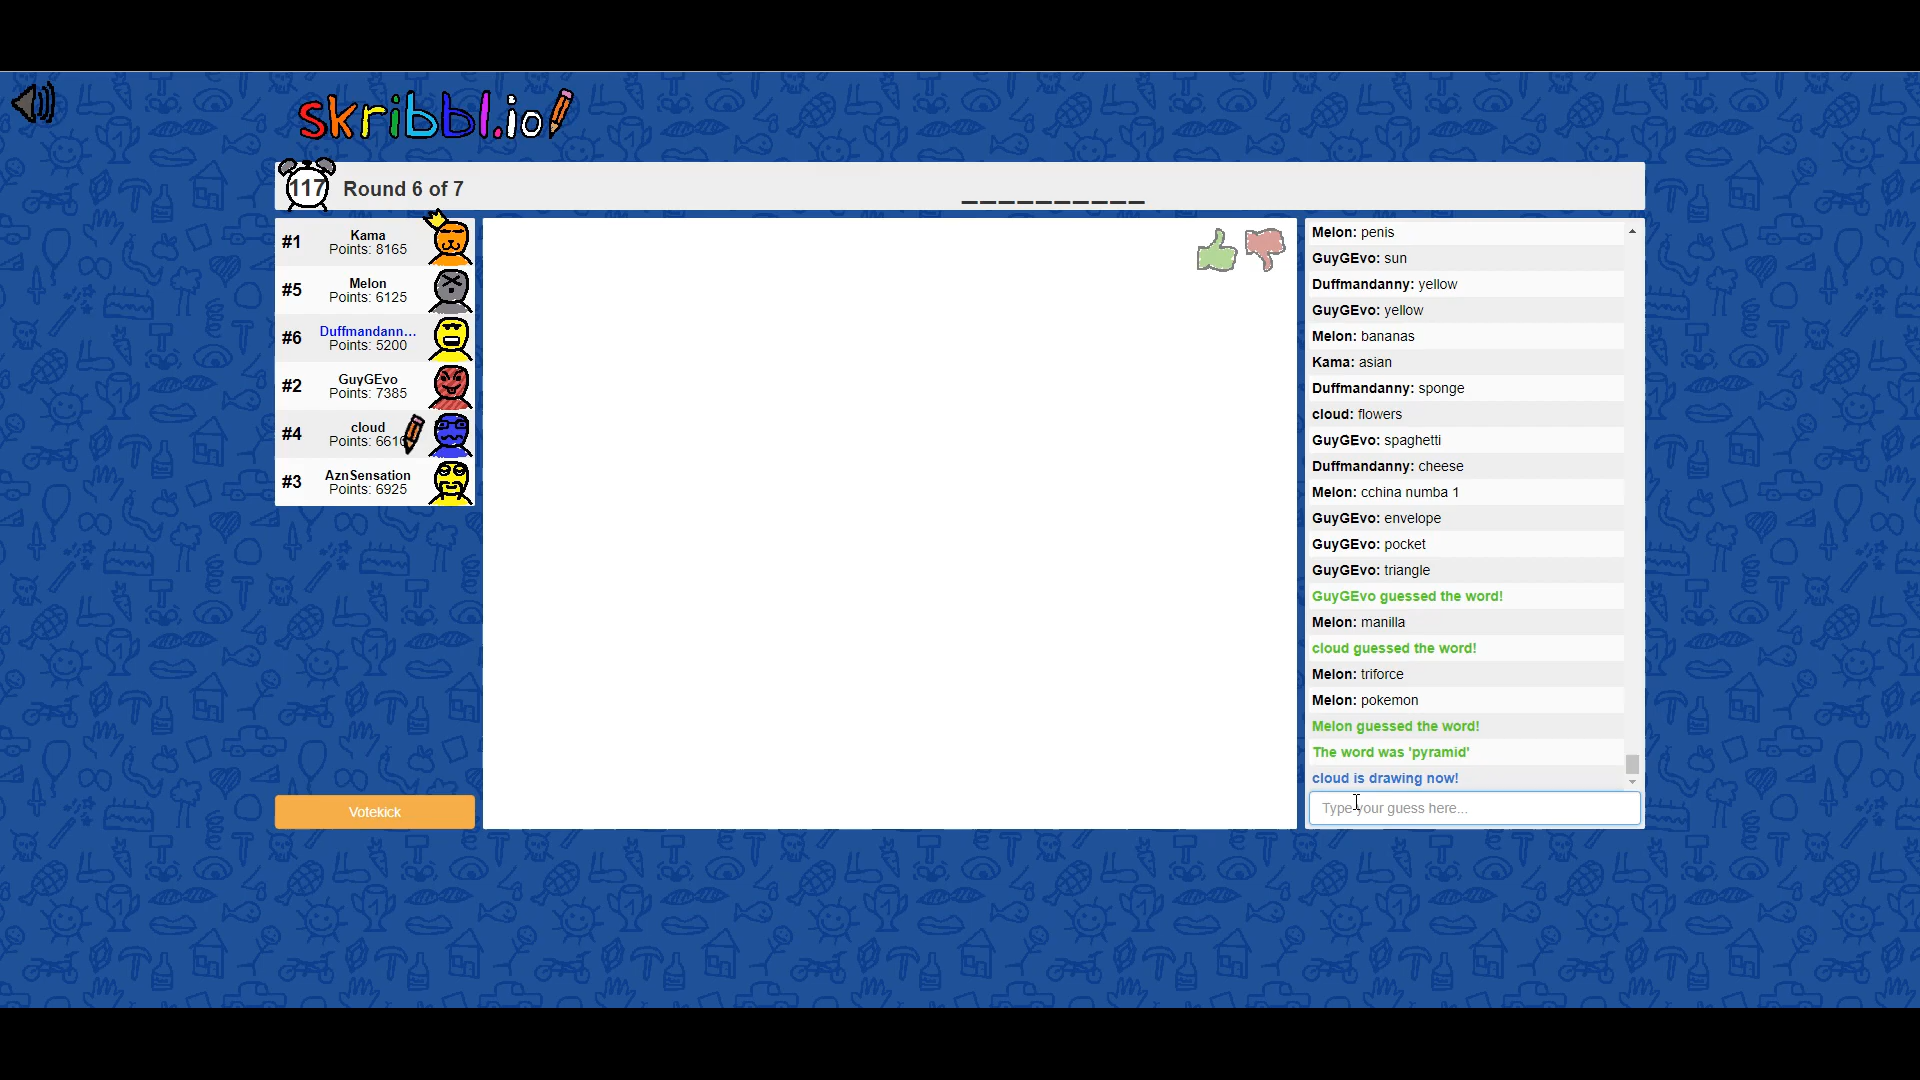 skribbl.io
117
Round 6 of 7
__________
#1
Kama
Points: 8165
#5
Melon
Points: 6125
#6
Duffmandann...
Points: 5200
#2
GuyGEvo
Points: 7385
#4
cloud
Points: 6610
#3
AznSensation
Points: 6925
Votekick
Melon: penis
GuyGEvo: sun
Duffmandanny: yellow
GuyGEvo: yellow
Melon: bananas
Kama: asian
Duffmandanny: sponge
cloud: flowers
GuyGEvo: spaghetti
Duffmandanny: cheese
Melon: cchina numba 1
GuyGEvo: envelope
GuyGEvo: pocket
GuyGEvo: triangle
GuyGEvo guessed the word!
Melon: manilla
cloud guessed the word!
Melon: triforce
Melon: pokemon
Melon guessed the word!
The word was 'pyramid'
cloud is drawing now!
Type your guess here...